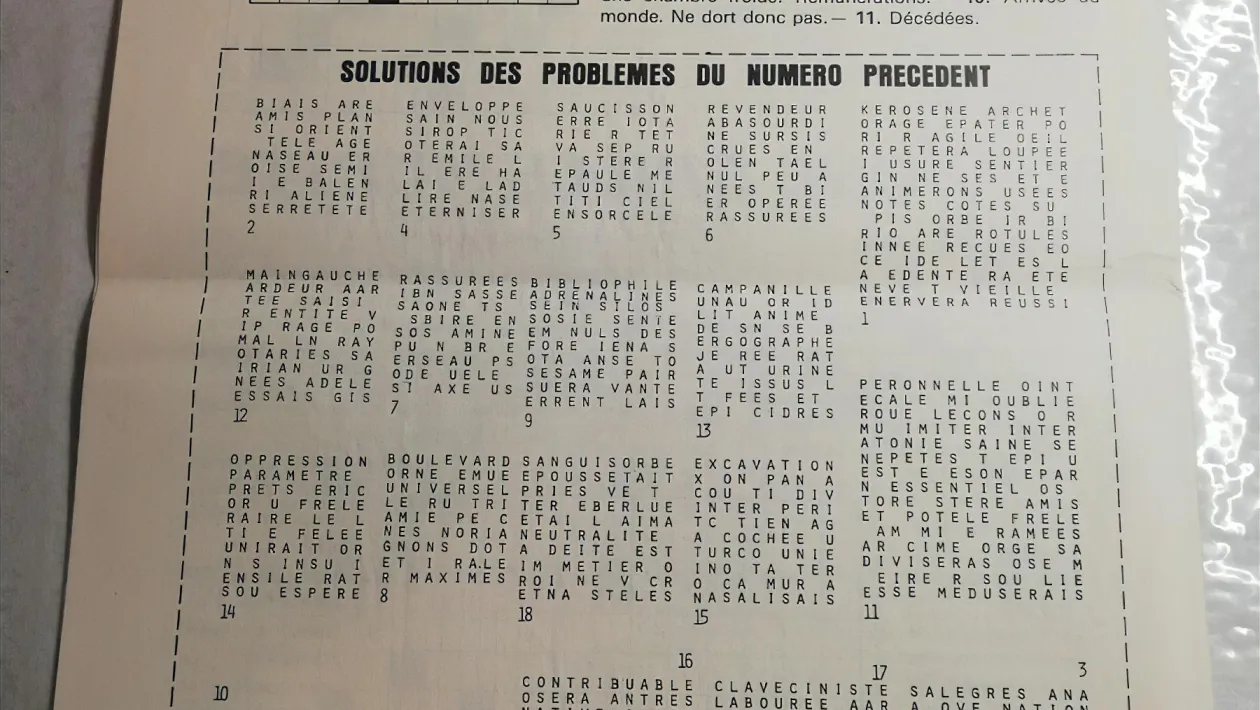 monde. Ne dort donc pas.— 11. Décédées.
SOLUTIONS DES PROBLEMES DU NUMERO PRECEDENT
BIAIS ARE
AMIS PLAN
SI ORIENT
TELE AGE
NASEAU ER
OISE SEMI
I E BALEN
RI ALIENE
SERRETETE
2
ENVELOPPE
SAIN NOUS
SIROP TIC
OTERAI SA
R EMILE L
IL ERE HA
LAI E LAD
LIRE NASE
ETERNISER
4
SAUCISSON
ERRE IOTA
RIE R TET
VA SEP RU
I STERE R
EPAULE ME
TAUDS NIL
TITI CIEL
ENSORCELE
5
REVENDEUR
ABASOURDI
NE SURSIS
CRUES EN
OLEN TAEL
NUL PEU A
NEES T BI
ER OPEREE
RASSUREES
6
KEROSENE ARCHET
ORAGE EPATER PO
RI R AGILE OEIL
REPETERA LOUPEE
I USURE SENTIER
GIN NE SES ET E
ANIMERONS USEES
NOTES COTES SU
PIS ORBE IR BI
RIO ARE ROTULES
INNEE RECUES EO
CE IDE LET ES L
A EDENTE RA ETE
NEVE T VIEILLE
ENERVERA REUSSI
1
MAINGAUCHE
ARDEUR AAR
TEE SAISI
R ENTITE V
IP RAGE PO
MAL LN RAY
OTARIES SA
IRIAN UR G
NEES ADELE
ESSAIS GIS
12
RASSUREES
IBN SASSE
SAONE TS
SBIRE EN
SOS AMINE
PU N BR E
ERSEAU PS
ODE UELE
SI AXE US
7
BIBLIOPHILE
ADRENALINES
SEIN SILOS
SOSIE SENTE
EM NULS DES
FORE IENA S
OTA ANSE TO
SESAME PAIR
SUERA VANTE
ERRENT LAIS
9
CAMPANILLE
UNAU OR ID
LIT ANIME
DE SN SE B
ERGOGRAPHE
JE REE RAT
A UT URINE
TE ISSUS L
T FEES ET
EPI CIDRES
13
PERONNELLE OINT
ECALE MI OUBLIE
ROUE LECONS O R
MU IMITER INTER
ATONIE SAINE SE
NEPETES T EPI U
EST E ESON EPAR
N ESSENTIEL OS
TORE STERE AMIS
ET POTELE FRELE
AM MI E RAMEES
AR CIME ORGE SA
DIVISERAS OSE M
EIRE R SOU LIE
ESSE MEDUSERAIS
11
OPPRESSION
PARAMETRE
PRETS ERIC
OR U FRELE
RAIRE LE L
TI E FELEE
UNIRAIT OR
N S INSU I
ENSILE RAT
SOU ESPERE
14
BOULEVARD
ORNE EMUE
UNIVERSEL
LE RU TRI
AMIE PE C
NES NORIA
GNONS DOT
ET I RALE
R MAXIMES
8
SANGUISORBE
EPOUSSETAIT
PRIES VE T
TER EBERLUE
ETAI L AIMA
NEUTRALITE
A DEITE EST
IM METIER O
ROI NE V CR
ETNA STELES
18
EXCAVATION
X ON PAN A
COU TI DIV
INTER PERI
TC TIEN AG
A COCHEE U
TURCO UNIE
INO TA TER
O CA MUR A
NASALISAIS
15
16
17
3
10
CONTRIBUABLE
OSERA ANTRES
CLAVECINISTE
LABOUREE AAR
SALEGRES ANA